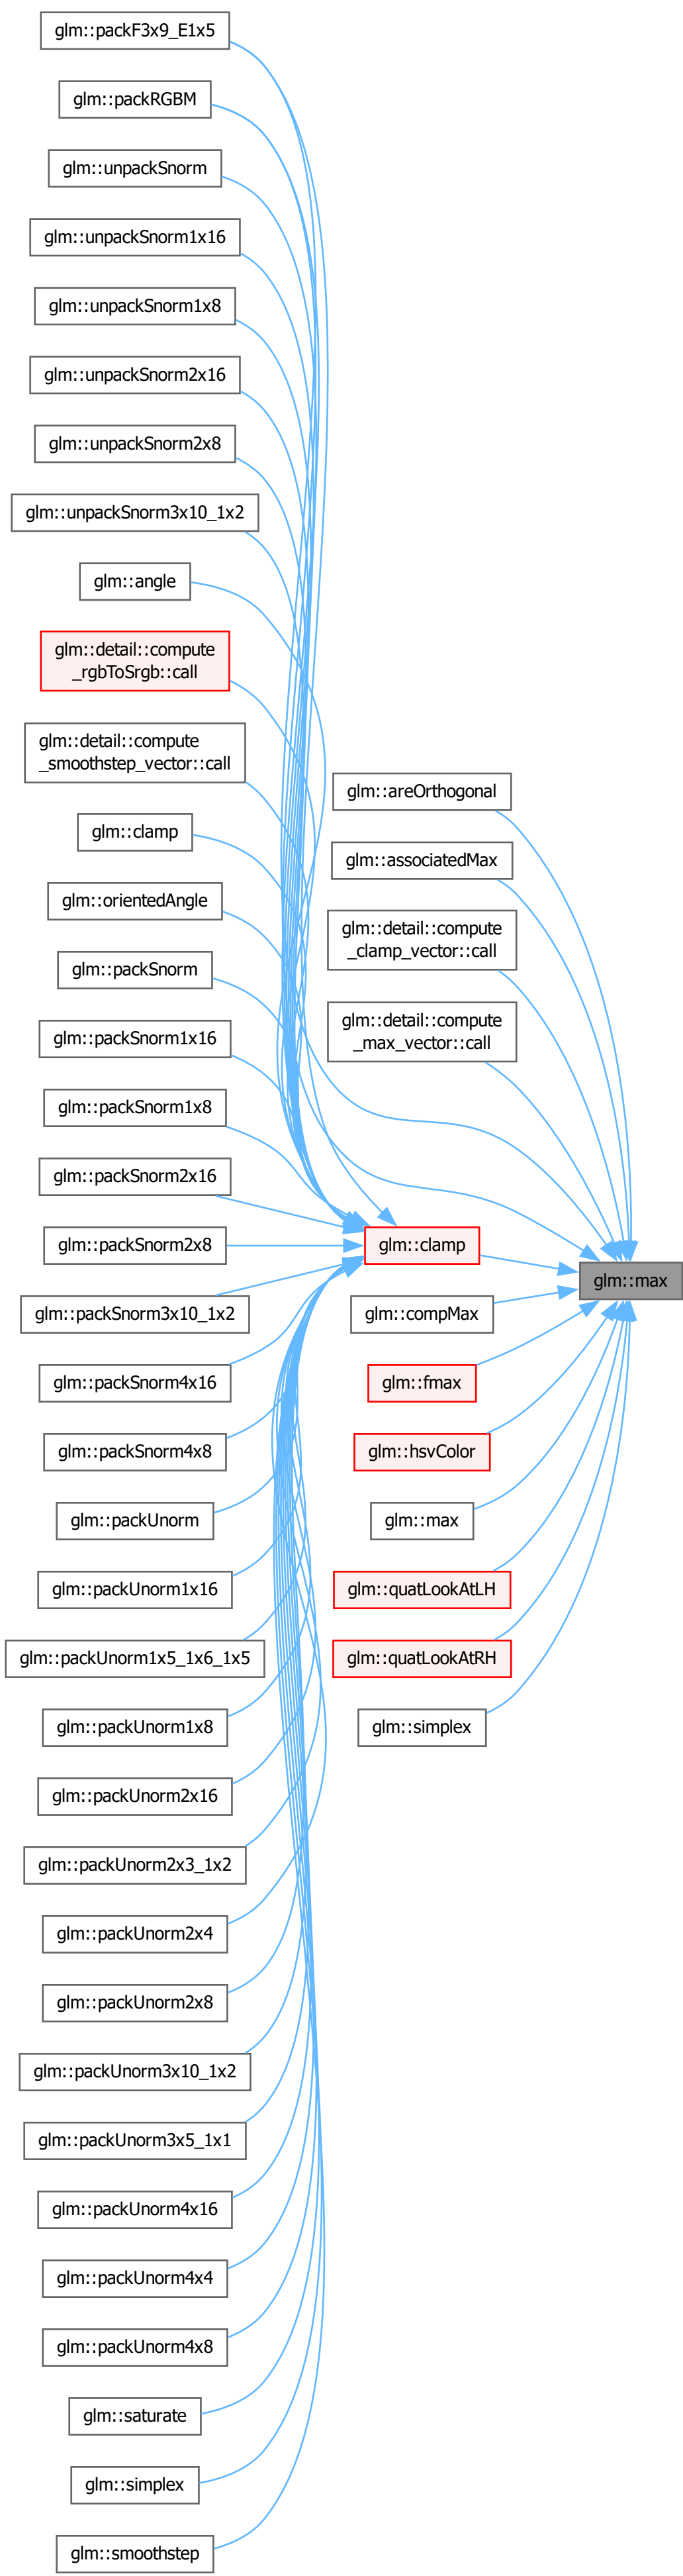 glm::packF3x9_E1x5
glm::packRGBM
glm::unpackSnorm
glm::unpackSnorm1x16
glm::unpackSnorm1x8
glm::unpackSnorm2x16
glm::unpackSnorm2x8
glm::unpackSnorm3x10_1x2
glm::angle
glm::detail::compute
_rgbToSrgb::call
glm::detail::compute
_smoothstep_vector::call
glm::clamp
glm::orientedAngle
glm::packSnorm
glm::packSnorm1x16
glm::packSnorm1x8
glm::packSnorm2x16
glm::packSnorm2x8
glm::packSnorm3x10_1x2
glm::packSnorm4x16
glm::packSnorm4x8
glm::packUnorm
glm::packUnorm1x16
glm::packUnorm1x5_1x6_1x5
glm::packUnorm1x8
glm::packUnorm2x16
glm::packUnorm2x3_1x2
glm::packUnorm2x4
glm::packUnorm2x8
glm::packUnorm3x10_1x2
glm::packUnorm3x5_1x1
glm::packUnorm4x16
glm::packUnorm4x4
glm::packUnorm4x8
glm::saturate
glm::simplex
glm::smoothstep
glm::areOrthogonal
glm::associatedMax
glm::detail::compute
_clamp_vector::call
glm::detail::compute
_max_vector::call
glm::clamp
glm::compMax
glm::fmax
glm::hsvColor
glm::max
glm::quatLookAtLH
glm::quatLookAtRH
glm::simplex
glm::max